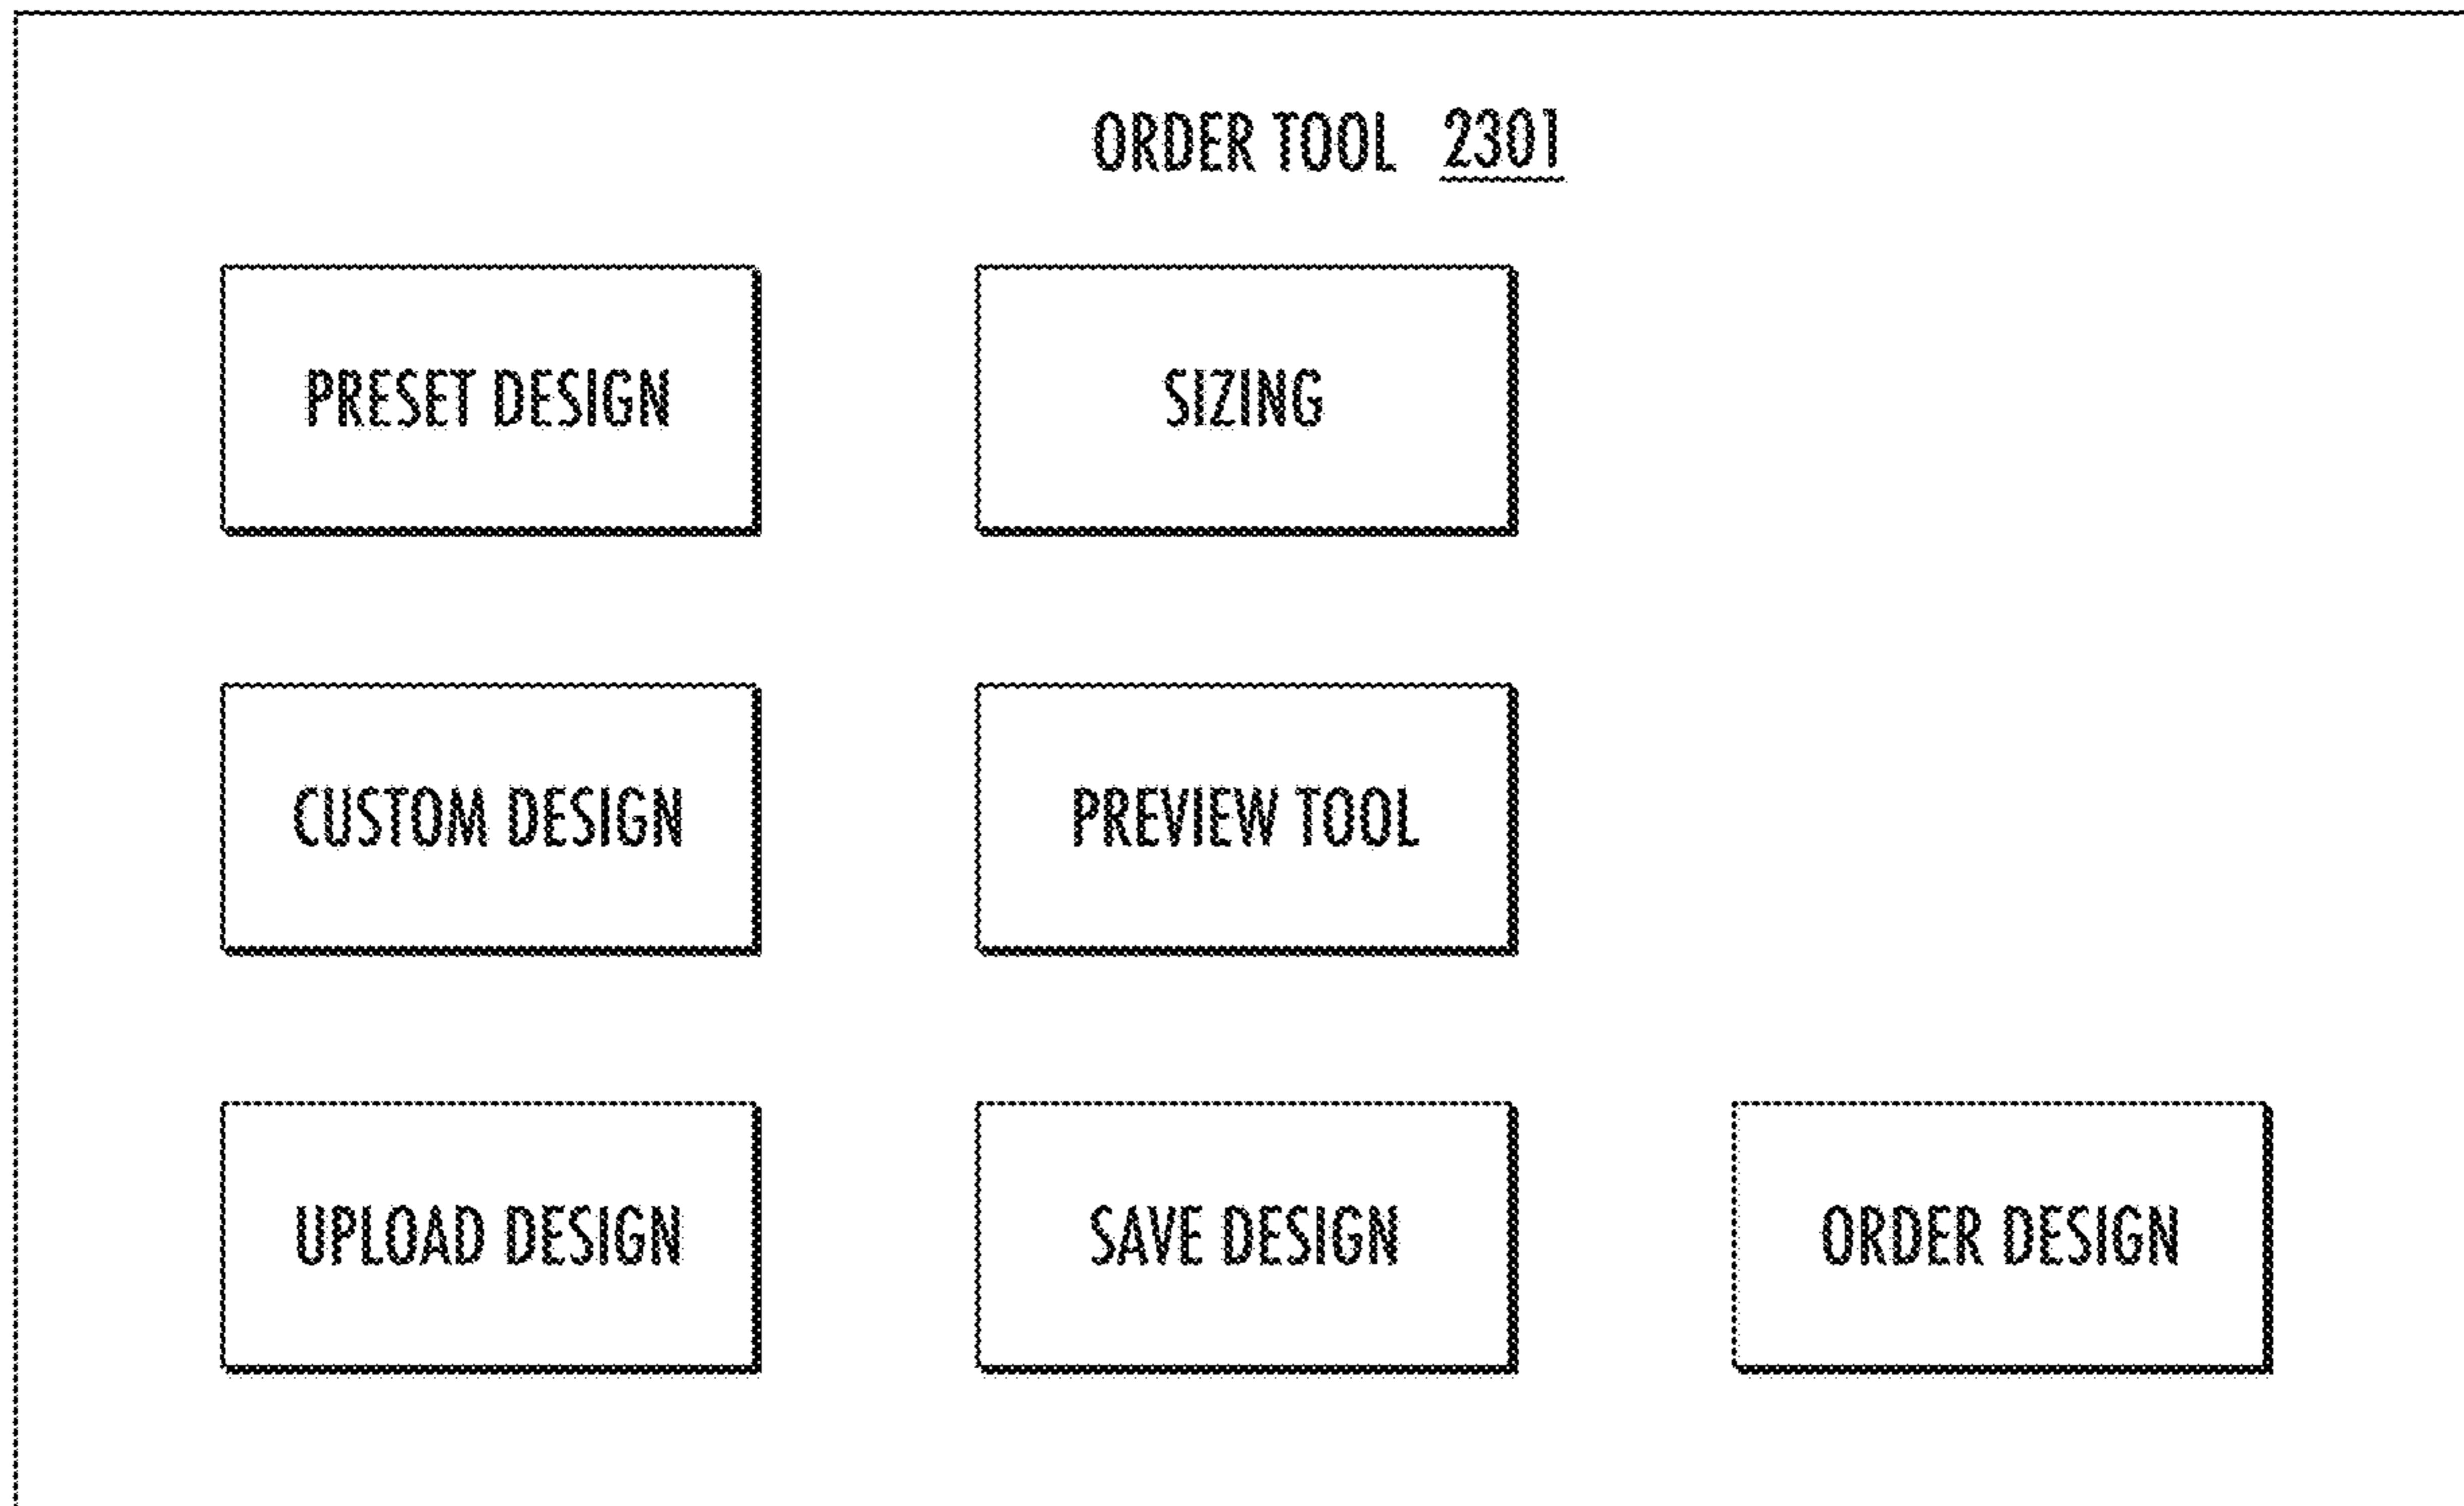 ORDER TOOL 2301
PRESET DESIGN
SIZING
CUSTOM DESIGN
PREVIEW TOOL
UPLOAD DESIGN
SAVE DESIGN
ORDER DESIGN